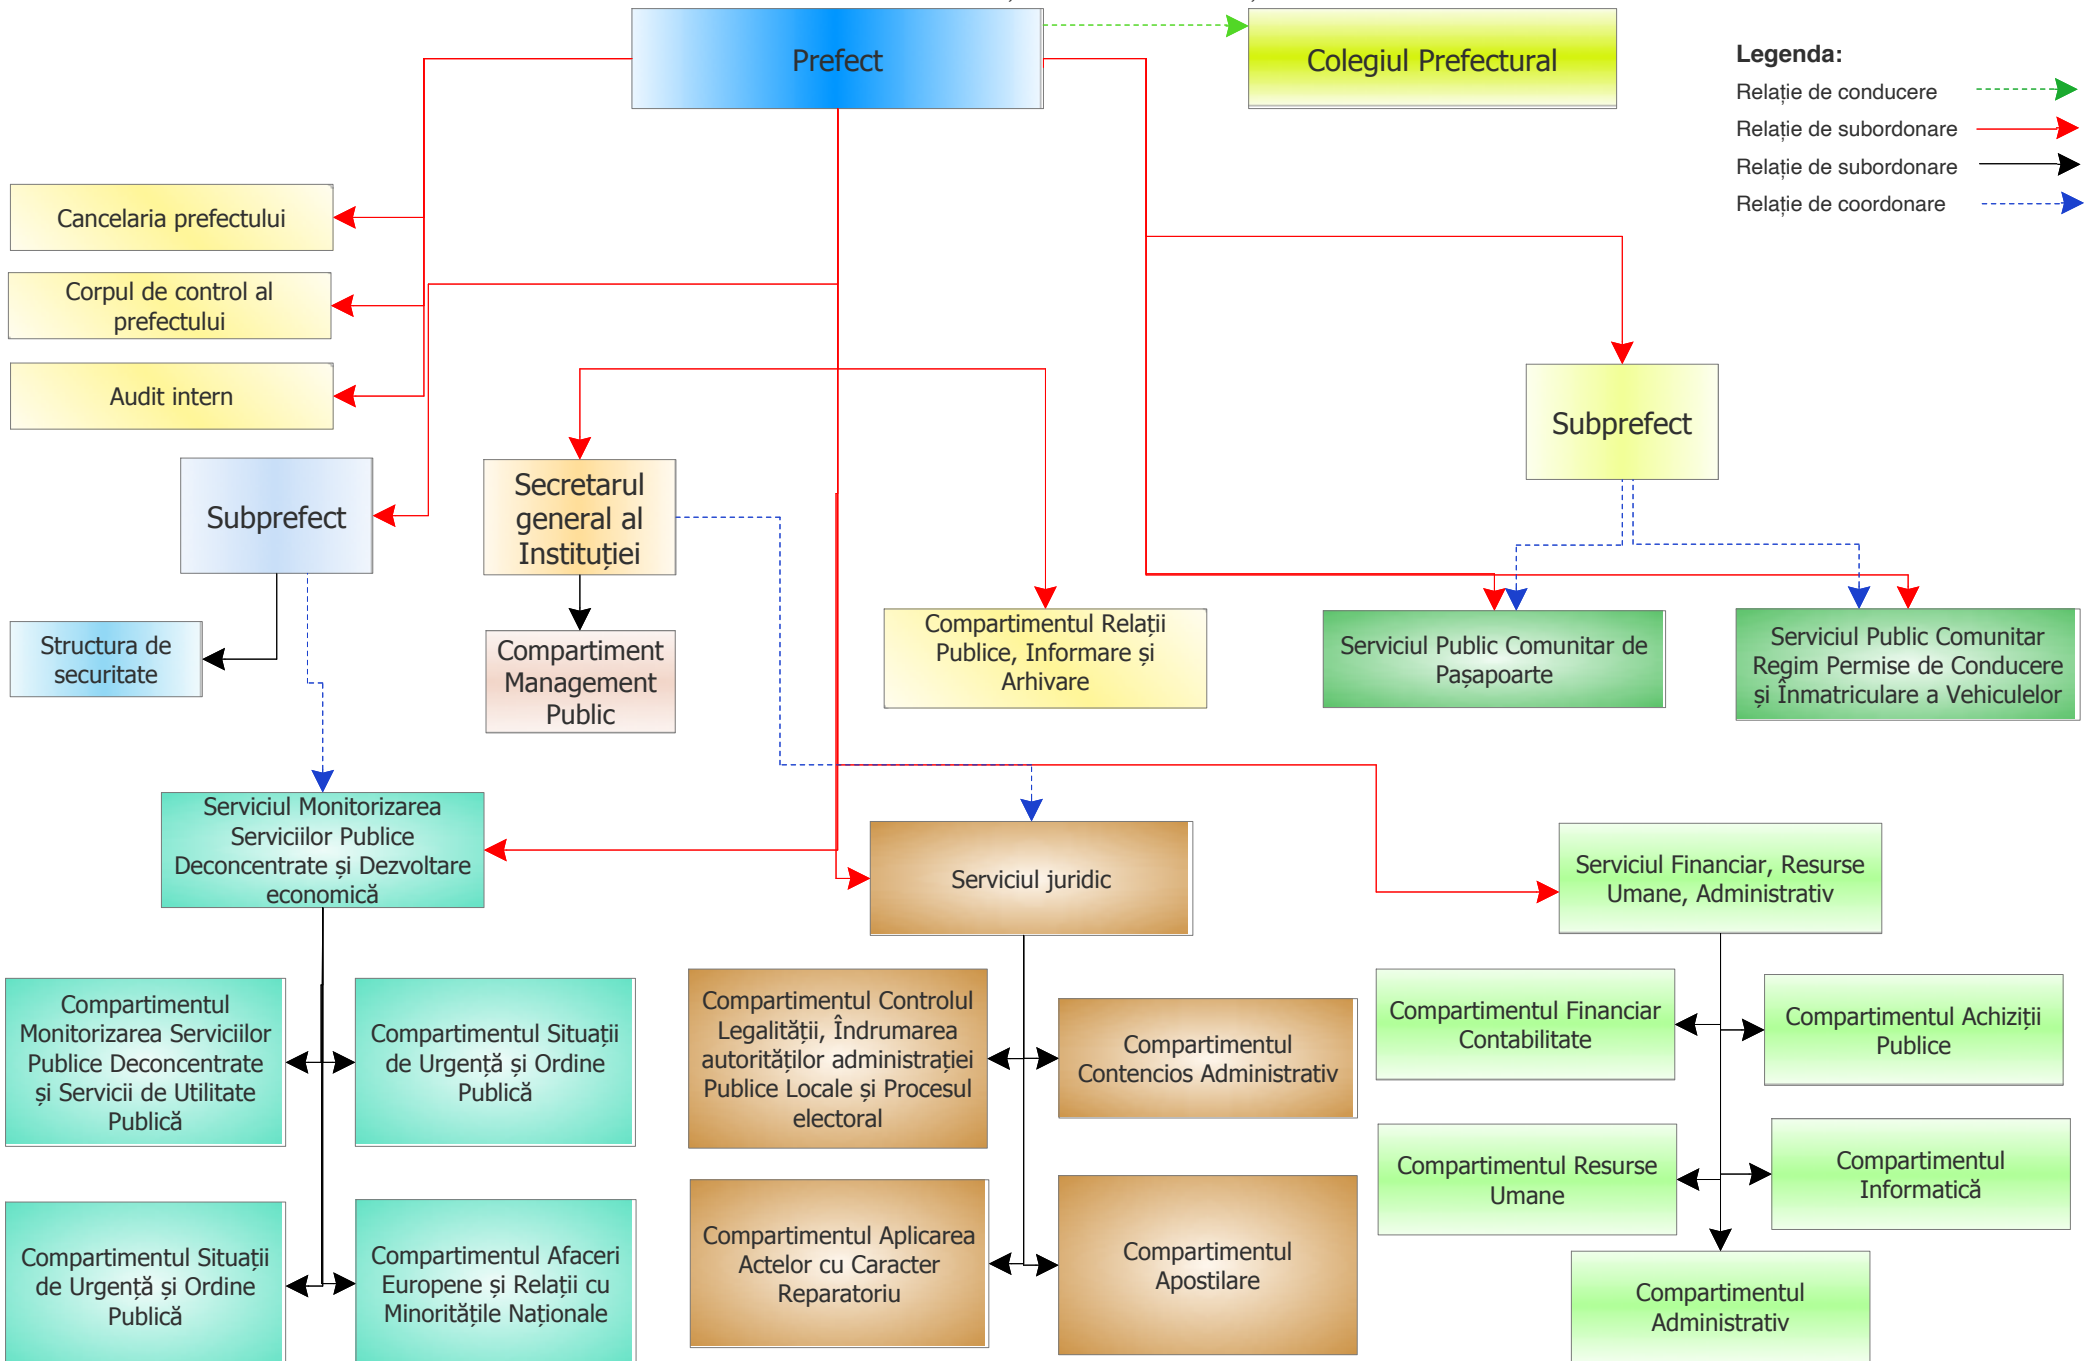 Prefect
Colegiul Prefectural
Legenda:
Relație de conducere
Relație de subordonare
Relație de subordonare
Relație de coordonare
Cancelaria prefectului
Corpul de control al
prefectului
Audit intern
Subprefect
Subprefect
Secretarul
general al
Instituției
Structura de
securitate
Compartiment
Management
Public
Compartimentul Relații
Publice, Informare și
Arhivare
Serviciul Public Comunitar de
Pașapoarte
Serviciul Public Comunitar
Regim Permise de Conducere
și Înmatriculare a Vehiculelor
Serviciul Monitorizarea
Serviciilor Publice
Deconcentrate și Dezvoltare
economică
Serviciul juridic
Serviciul Financiar, Resurse
Umane, Administrativ
Compartimentul
Monitorizarea Serviciilor
Publice Deconcentrate
și Servicii de Utilitate
Publică
Compartimentul Situații
de Urgență și Ordine
Publică
Compartimentul Controlul
Legalității, Îndrumarea
autorităților administrației
Publice Locale și Procesul
electoral
Compartimentul
Contencios Administrativ
Compartimentul Financiar
Contabilitate
Compartimentul Achiziții
Publice
Compartimentul Resurse
Umane
Compartimentul
Informatică
Compartimentul Situații
de Urgență și Ordine
Publică
Compartimentul Afaceri
Europene și Relații cu
Minoritățile Naționale
Compartimentul Aplicarea
Actelor cu Caracter
Reparatoriu
Compartimentul
Apostilare
Compartimentul
Administrativ